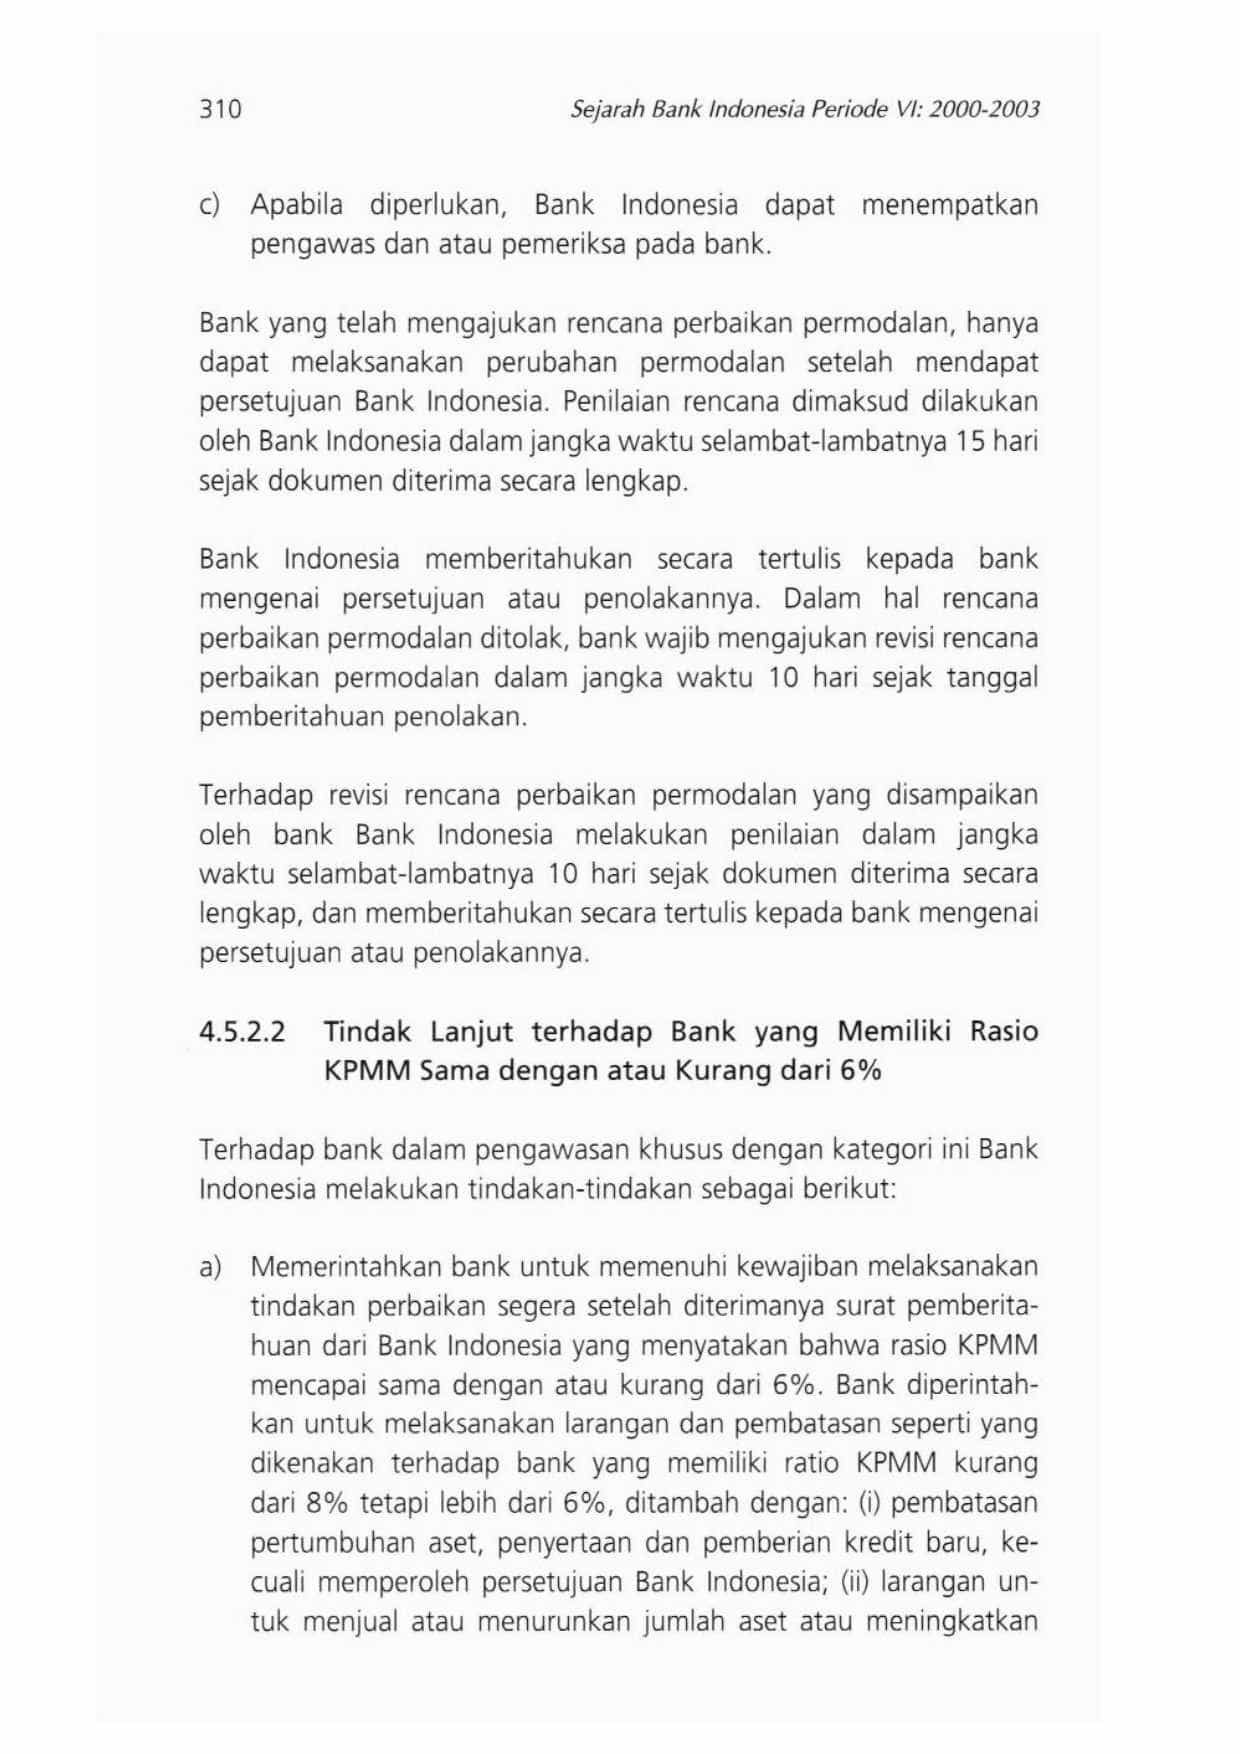 310 Sejarah Bank Indonesia Periode VI: 2000-2003
c) Apabila diperlukan, Bank Indonesia dapat menempatkan
pengawas dan atau pemeriksa pada bank.
Bank yang telah mengajukan rencana perbaikan permodalan, hanya
dapat melaksanakan perubahan permodalan setelah mendapat
persetujuan Bank Indonesia. Penilaian rencana dimaksud dilakukan
oleh Bank Indonesia dalam jangka waktu selambat-lambatnya 15 hari
sejak dokumen diterima secara lengkap.
Bank Indonesia memberitahukan secara tertulis kepada bank
mengenai persetujuan atau penolakannya. Dalam hal rencana
perbaikan permodalan ditolak, bank wajib mengajukan revisi rencana
perbaikan permodalan dalam jangka waktu 10 hari sejak tanggal
pemberitahuan penolakan.
Terhadap revisi rencana perbaikan permodalan yang disampaikan
oleh bank Bank Indonesia melakukan penilaian dalam jangka
waktu selambat-lambatnya 10 hari sejak dokumen diterima secara
lengkap, dan memberitahukan secara tertulis kepada bank mengenai
persetujuan atau penolakannya.
4.5.2.2 Tindak Lanjut terhadap Bank yang Memiliki Rasio
KPMM Sama dengan atau Kurang dari 6%
Terhadap bank dalam pengawasan khusus dengan kategori ini Bank
Indonesia melakukan tindakan-tindakan sebagai berikut:
a) Memerintahkan bank untuk memenuhi kewajiban melaksanakan
tindakan perbaikan segera setelah diterimanya surat pemberita-
huan dari Bank Indonesia yang menyatakan bahwa rasio KPMM
mencapai sama dengan atau kurang dari 6%. Bank diperintah-
kan untuk melaksanakan larangan dan pembatasan seperti yang
dikenakan terhadap bank yang memiliki ratio KPMM kurang
dari 8% tetapi lebih dari 6%, ditambah dengan: (i) pembatasan
pertumbuhan aset, penyertaan dan pemberian kredit baru, ke-
cuali memperoleh persetujuan Bank Indonesia; (ii) larangan un-
tuk menjual atau menurunkan jumlah aset atau meningkatkan